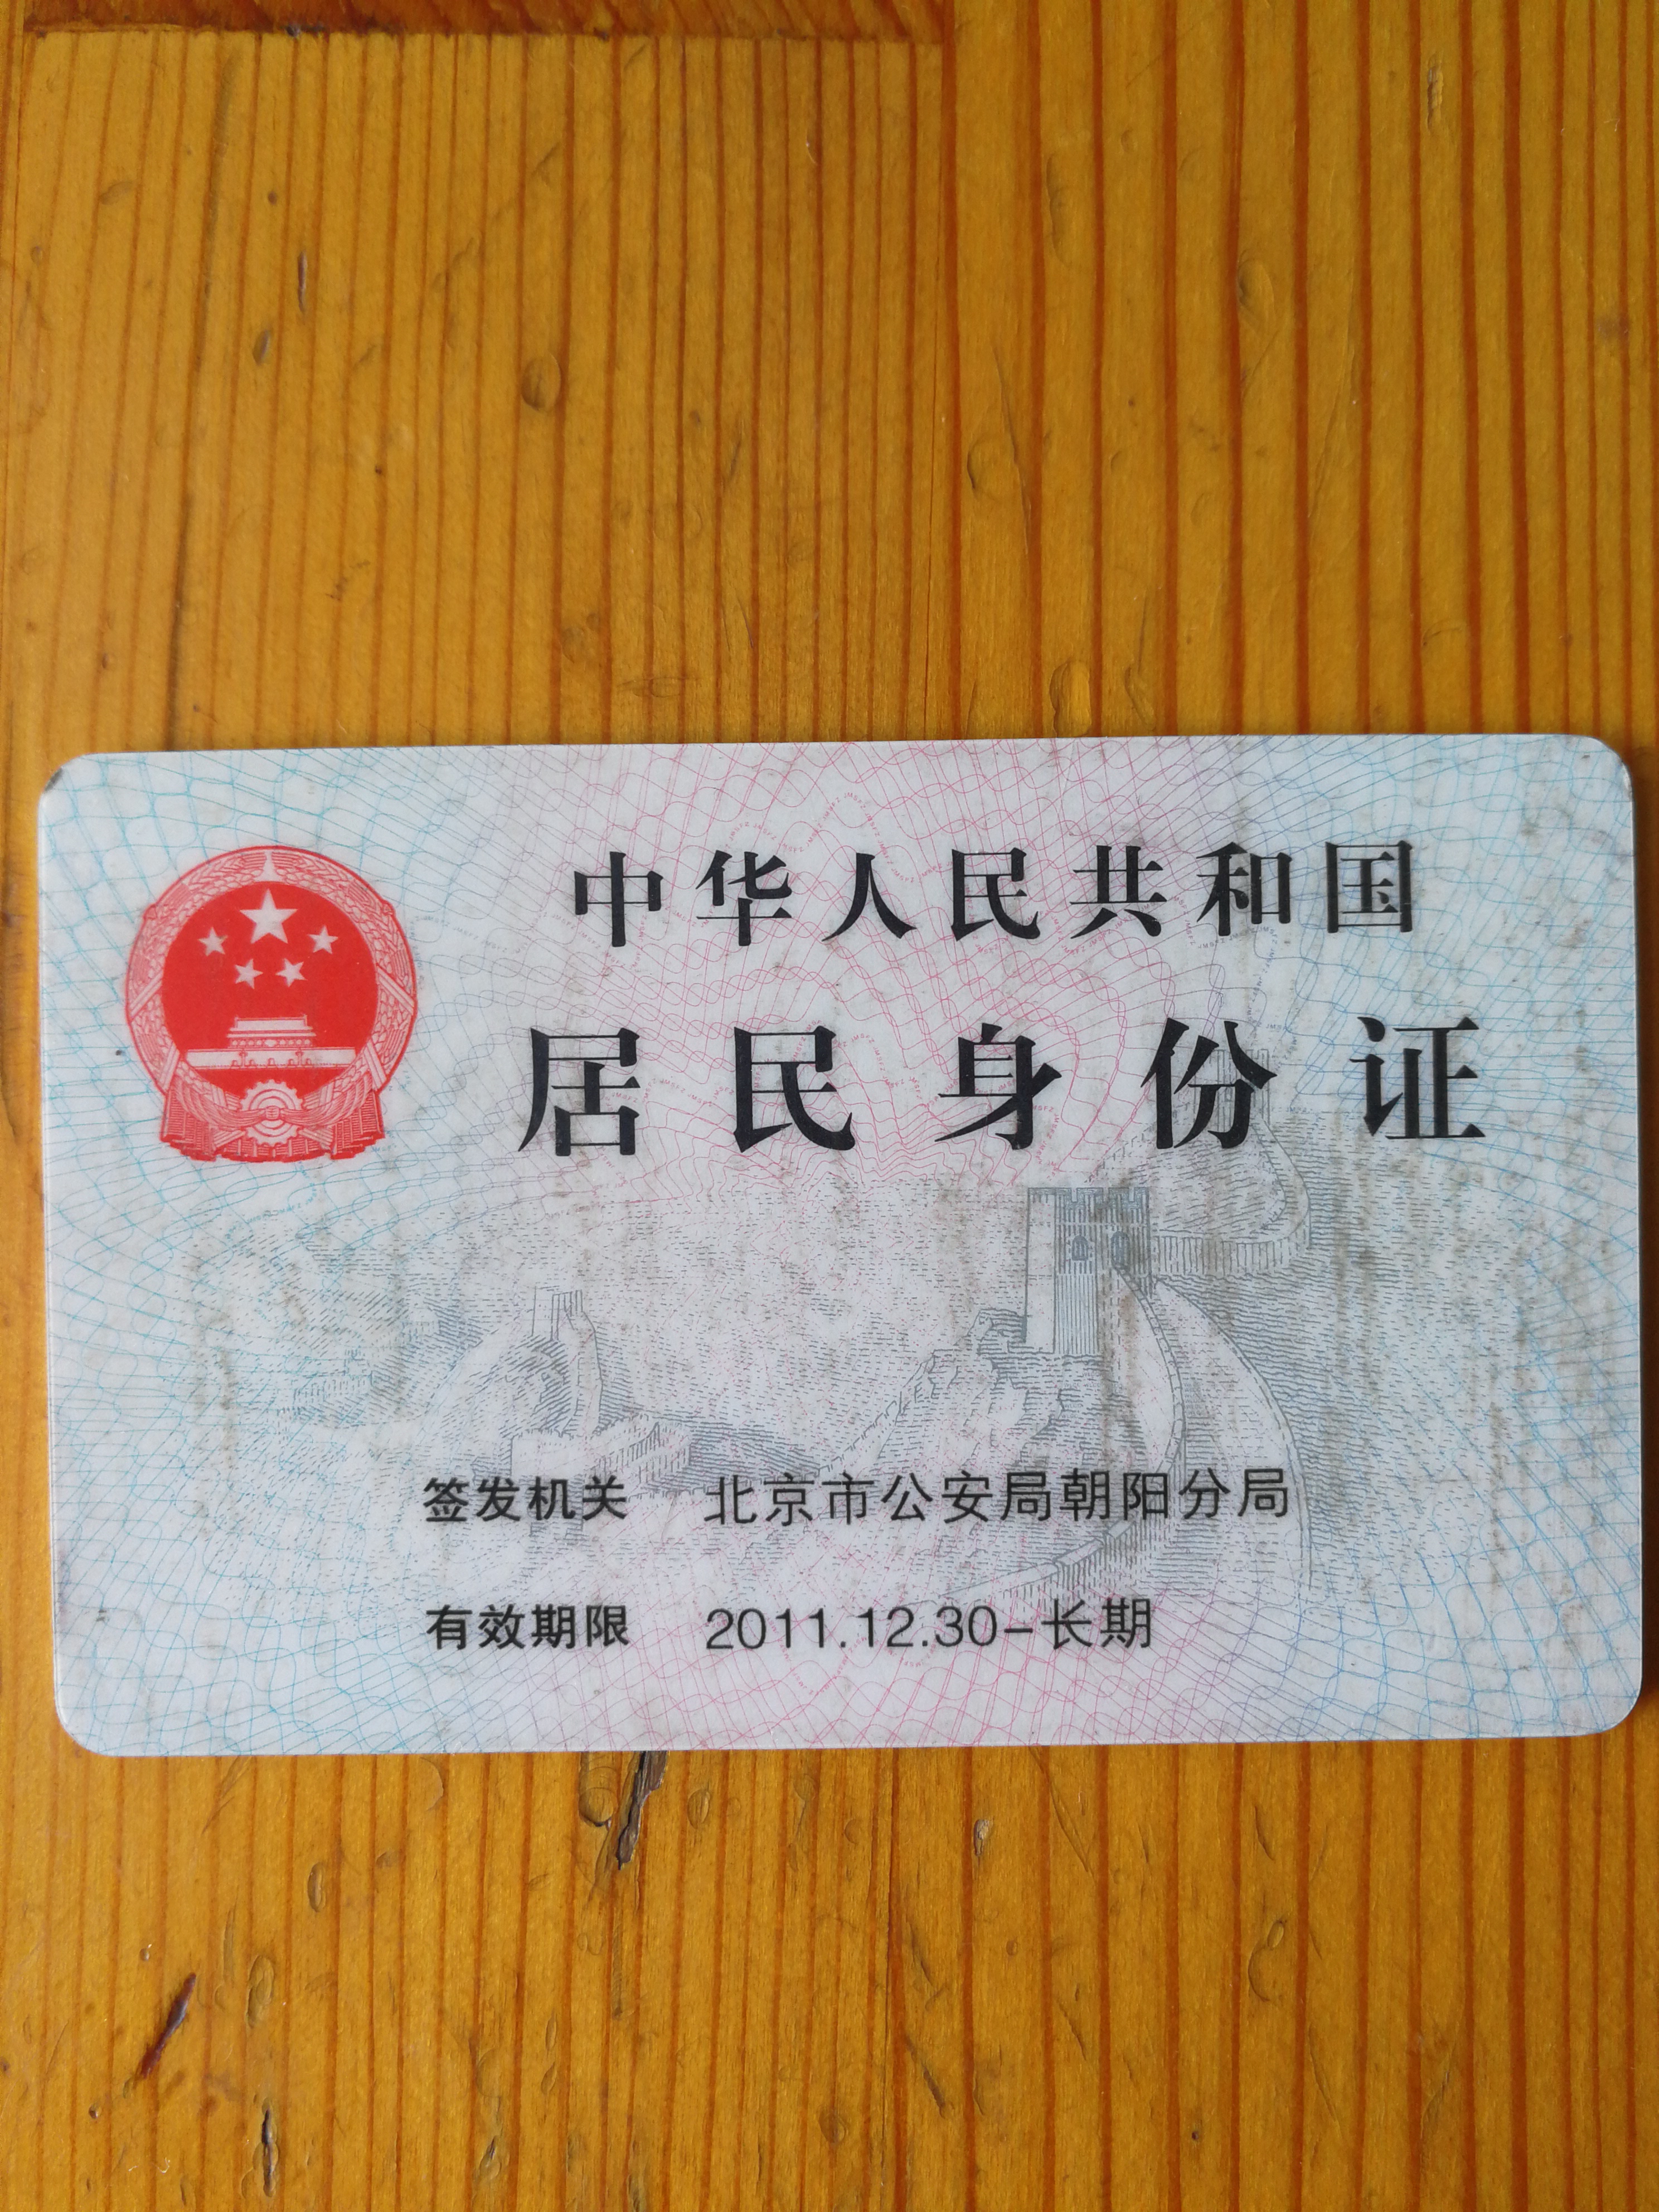 中华人民共和国
居民身份证
签发机关 北京市公安局朝阳分局
有效期限 2011.12.30-长期